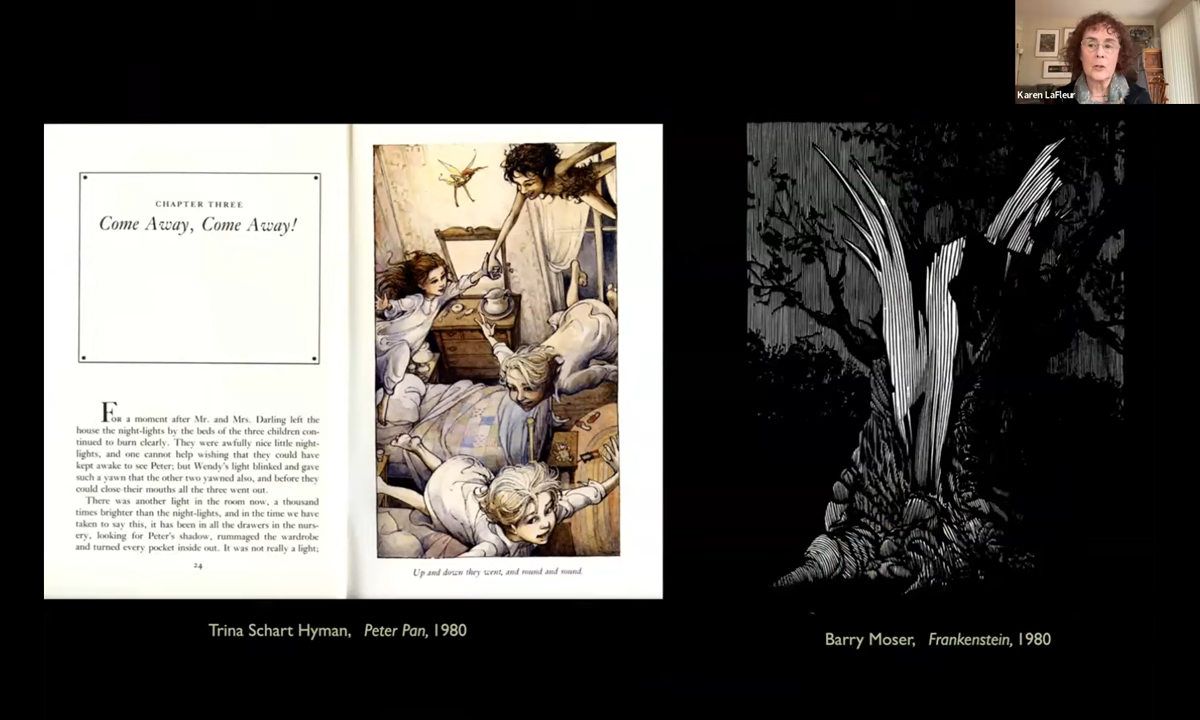 Karen LaFleur
CHAPTER THREE
Come Away, Come Away!
FOR a moment after Mr. and Mrs. Darling left the
house the night-lights by the beds of the three children con-
tinued to burn clearly. They were awfully nice little night-
lights, and one cannot help wishing that they could have
kept awake to see Peter; but Wendy's light blinked and gave
such a yawn that the other two yawned also, and before they
could close their mouths all the three went out.
There was another light in the room now, a thousand
times brighter than the night-lights, and in the time we have
taken to say this, it has been in all the drawers in the nurs-
ery, looking for Peter's shadow, rummaged the wardrobe
and turned every pocket inside out. It was not really a light;
24
Up and down they went, and round and round.
Trina Schart Hyman, Peter Pan, 1980
Barry Moser, Frankenstein, 1980